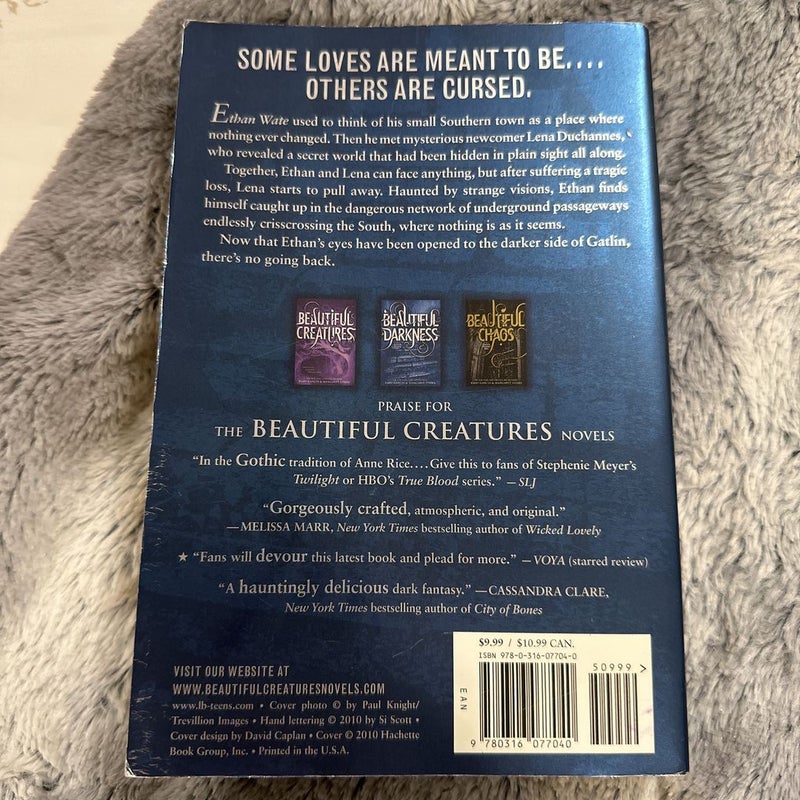 SOME LOVES ARE MEANT TO BE....
OTHERS ARE CURSED.
Ethan Wate used to think of his small Southern town as a place where
nothing ever changed. Then he met mysterious newcomer Lena Duchannes,
who revealed a secret world that had been hidden in plain sight all along.
Together, Ethan and Lena can face anything, but after suffering a tragic
loss, Lena starts to pull away. Haunted by strange visions, Ethan finds
himself caught up in the dangerous network of underground passageways
endlessly crisscrossing the South, where nothing is as it seems.
Now that Ethan's eyes have been opened to the darker side of Gatlin,
there's no going back.
BEAUTIFUL
CREATURES
BEAUTIFUL
DARKNESS
BEAUTIFUL
CHAOS
PRAISE FOR
THE BEAUTIFUL CREATURES NOVELS
"In the Gothic tradition of Anne Rice....Give this to fans of Stephenie Meyer's
Twilight or HBO's True Blood series." —SLJ
"Gorgeously crafted, atmospheric, and original."
—MELISSA MARR, New York Times bestselling author of Wicked Lovely
★ "Fans will devour this latest book and plead for more." —VOYA (starred review)
"A hauntingly delicious dark fantasy." —CASSANDRA CLARE,
New York Times bestselling author of City of Bones
$9.99 / $10.99 CAN.
ISBN 978-0-316-07704-0
50999 >
EAN
9 780316 077040
VISIT OUR WEBSITE AT
WWW.BEAUTIFULCREATURESNOVELS.COM
www.lb-teens.com • Cover photo © by Paul Knight/
Trevillion Images • Hand lettering © 2010 by Si Scott •
Cover design by David Caplan • Cover © 2010 Hachette
Book Group, Inc. • Printed in the U.S.A.